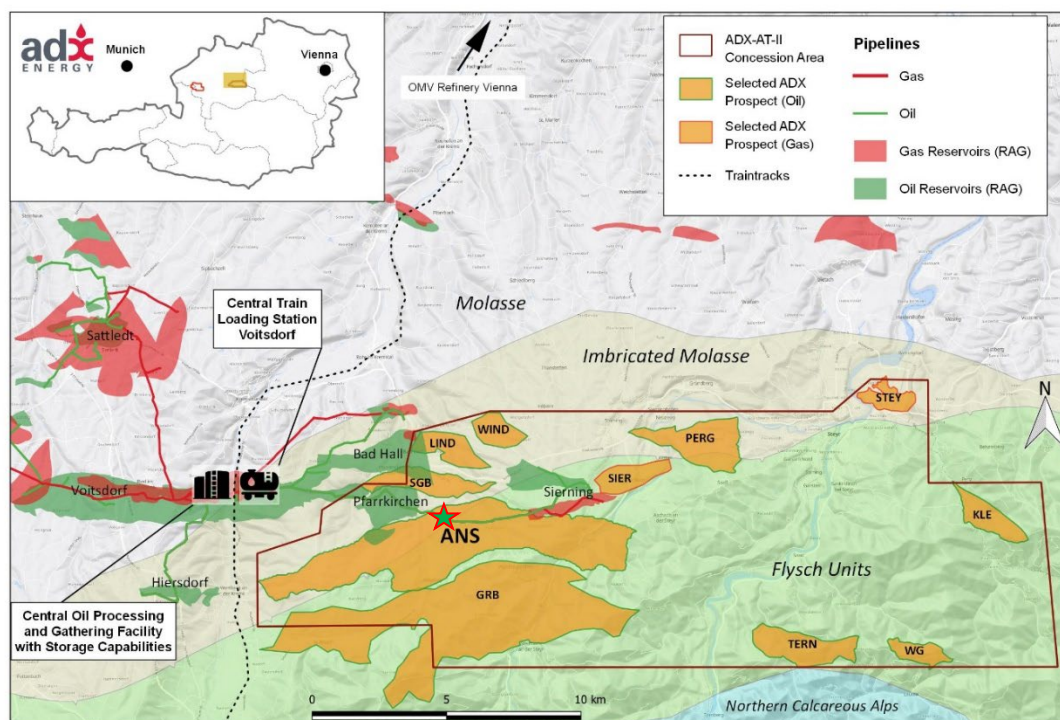 adx
ENERGY
Munich
Vienna
OMV Refinery Vienna
ADX-AT-II
Concession Area
Selected ADX
Prospect (Oil)
Selected ADX
Prospect (Gas)
Traintracks
Pipelines
Gas
Oil
Gas Reservoirs (RAG)
Oil Reservoirs (RAG)
Central Train
Loading Station
Voitsdorf
Molasse
Sattledt
Imbricated Molasse
N
STEY
WIND
LIND
PERG
Bad Hall
SGB
SIER
Voitsdorf
Pfarrkirchen
Sierning
KLE
ANS
Hiersdorf
Flysch Units
GRB
Central Oil Processing
and Gathering Facility
with Storage Capabilities
TERN
WG
0 5 10 km
Northern Calcareous Alps